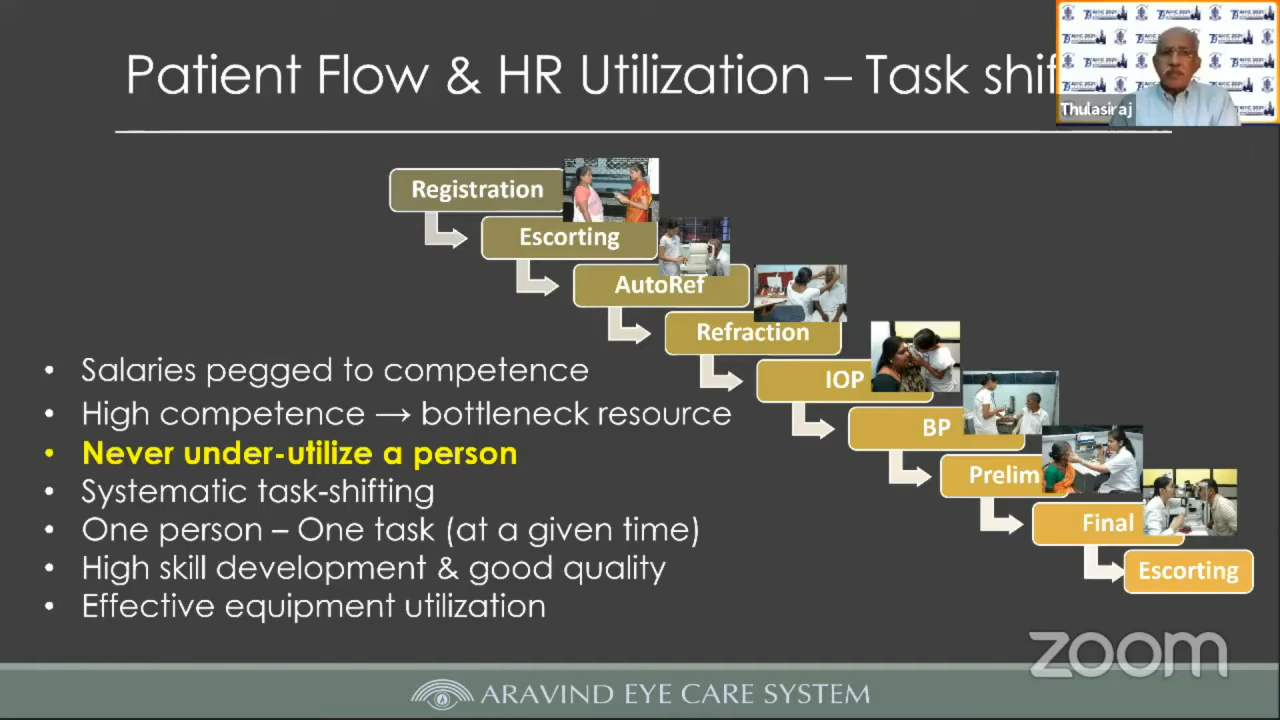 Patient Flow & HR Utilization – Task shif
Thulasiraj
Registration
Escorting
AutoRef
Refraction
IOP
BP
Prelim
Final
Escorting
• Salaries pegged to competence
• High competence → bottleneck resource
• Never under-utilize a person
• Systematic task-shifting
• One person – One task (at a given time)
• High skill development & good quality
• Effective equipment utilization
zoom
ARAVIND EYE CARE SYSTEM